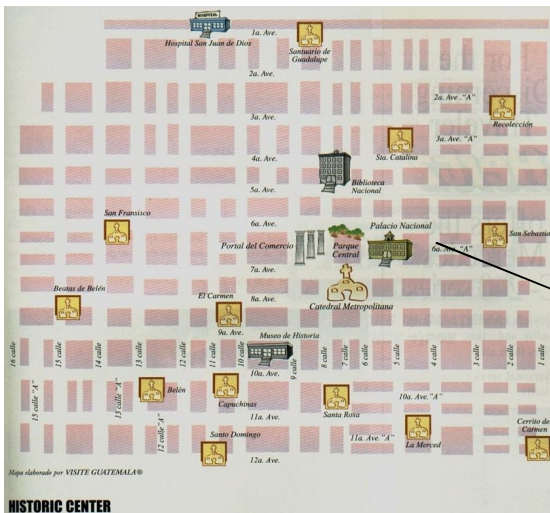 HOSPITAL
Hospital San Juan de Dios
1a. Ave.
Santuario de
Guadalupe
2a. Ave.
2a. Ave. "A"
Recolección
3a. Ave.
3a. Ave. "A"
4a. Ave.
Sta. Catalina
Biblioteca
Nacional
5a. Ave.
San Fransisco
6a. Ave.
Palacio Nacional
San Sebastia
Portal del Comercio
Parque
Central
6a. Ave. "A"
7a. Ave.
Beatas de Belén
El Carmen
8a. Ave.
Catedral Metropolitana
9a. Ave.
Museo de Historia
16 calle
15 calle
14 calle
13 calle
12 calle
11 calle
10 calle
9 calle
8 calle
7 calle
6 calle
5 calle
4 calle
3 calle
2 calle
1 calle
10a. Ave.
15 calle "A"
13 calle "A"
Belén
Capuchinas
10a. Ave. "A"
11a. Ave.
Santa Rosa
12 calle "A"
Santo Domingo
11a. Ave. "A"
La Merced
Cerrito de
Carmen
12a. Ave.
Mapa elaborado por VISITE GUATEMALA®
HISTORIC CENTER